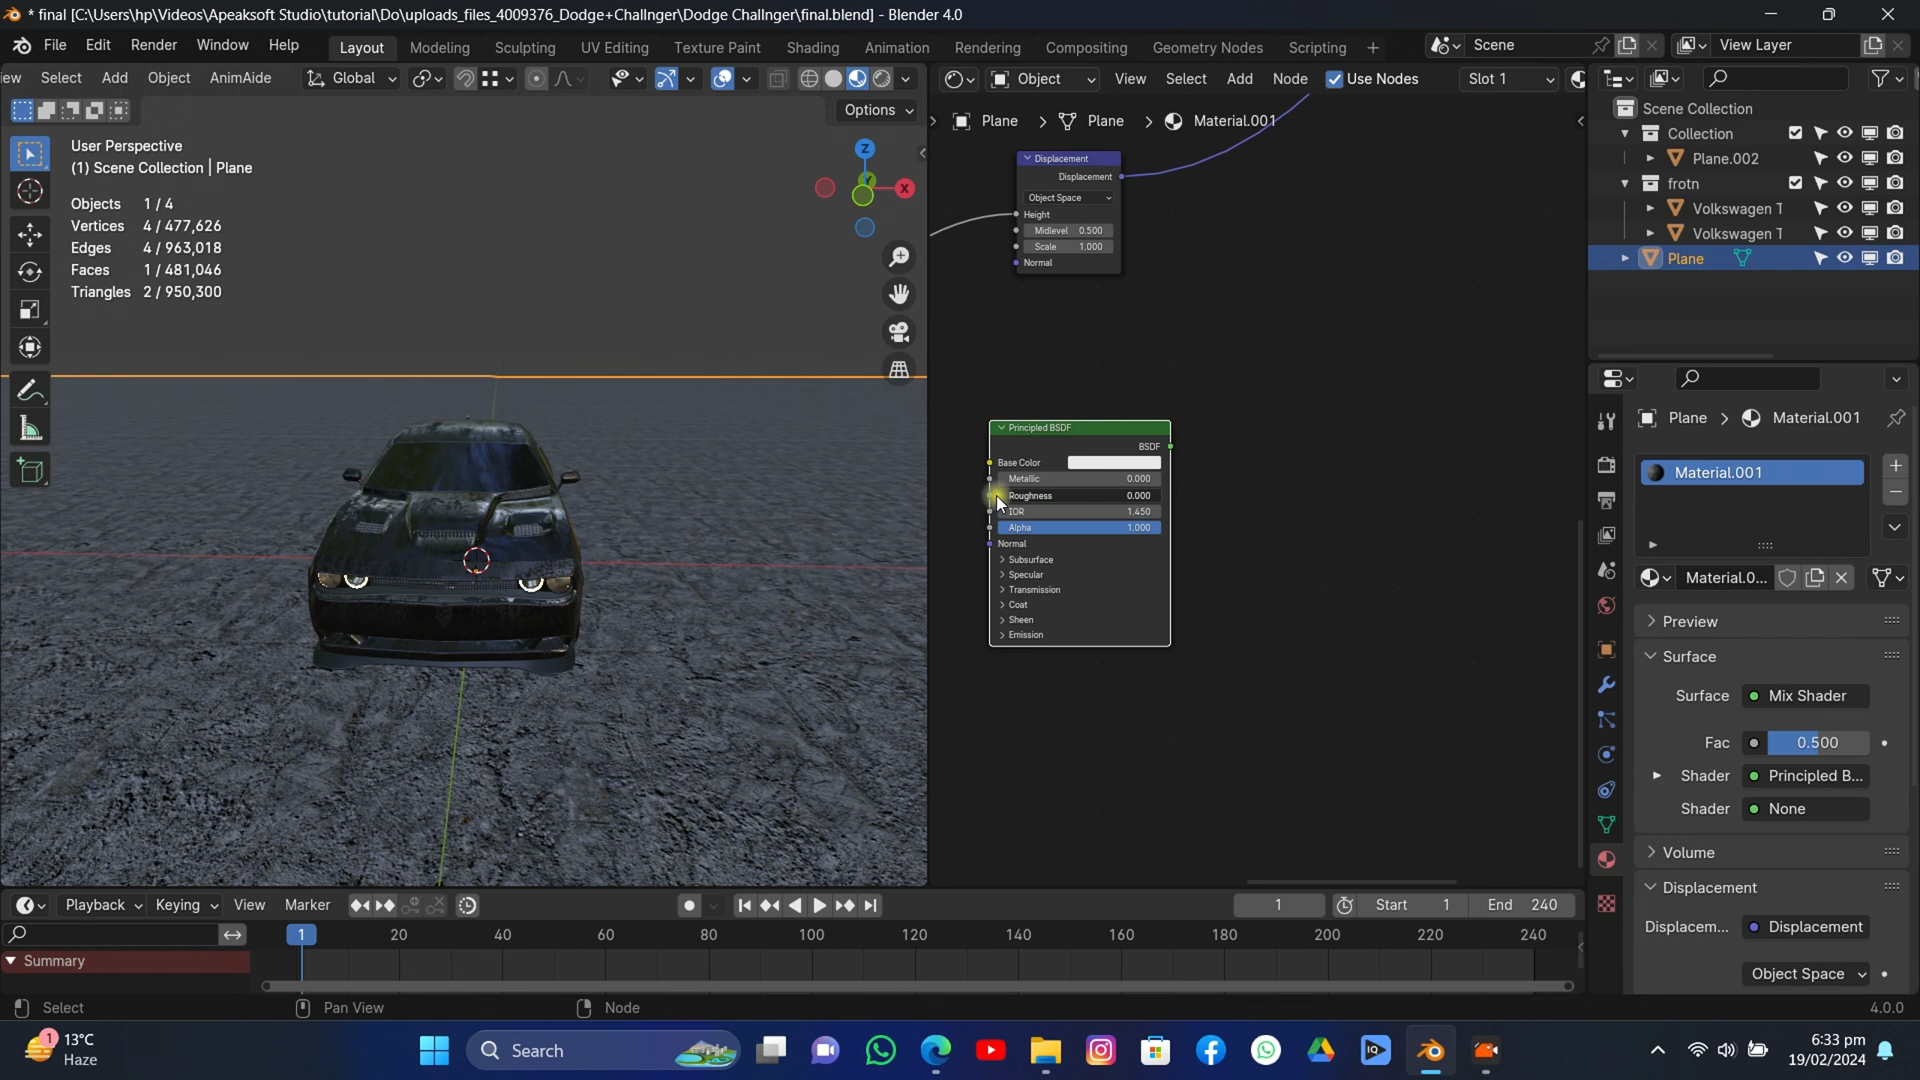 * final [C:\Users\hp\Videos\Apeaksoft Studio\tutorial\Do\uploads_files_4009376_Dodge+Challnger\Dodge Challnger\final.blend] - Blender 4.0
File Edit Render Window Help Layout Modeling Sculpting UV Editing Texture Paint Shading Animation Rendering Compositing Geometry Nodes Scripting + Scene View Layer
ew Select Add Object AnimAide Global Object View Select Add Node Use Nodes Slot 1
Options
Plane > Plane > Material.001
User Perspective
(1) Scene Collection | Plane
Objects 1 / 4
Vertices 4 / 477,626
Edges 4 / 963,018
Faces 1 / 481,046
Triangles 2 / 950,300
Z
Y
X
Displacement
Displacement
Object Space
Height
Midlevel 0.500
Scale 1.000
Normal
Principled BSDF
BSDF
Base Color
Metallic 0.000
Roughness 0.000
IOR 1.450
Alpha 1.000
Normal
Subsurface
Specular
Transmission
Coat
Sheen
Emission
Scene Collection
Collection
Plane.002
frotn
Volkswagen T
Volkswagen T
Plane
Plane > Material.001
Material.001
Material.0...
Preview
Surface
Surface Mix Shader
Fac 0.500
Shader Principled B...
Shader None
Volume
Displacement
Displacem... Displacement
Object Space
Playback Keying View Marker 1 Start 1 End 240
1 20 40 60 80 100 120 140 160 180 200 220 240
Summary
Select Pan View Node 4.0.0
13°C
Haze
1
Search
IQ
6:33 pm
19/02/2024